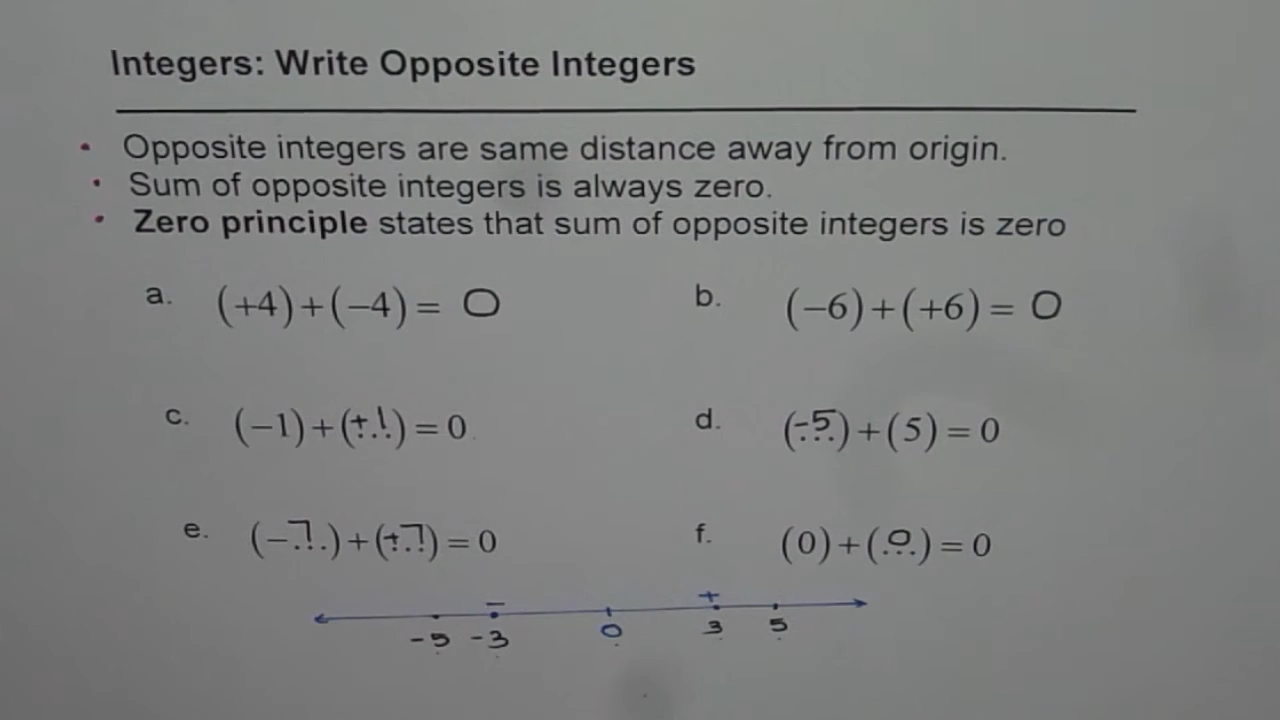 Integers: Write Opposite Integers
• Opposite integers are same distance away from origin.
• Sum of opposite integers is always zero.
• Zero principle states that sum of opposite integers is zero
a. (+4)+(−4)= 0
b. (−6)+(+6)= 0
c. (−1)+(+1)=0
d. (-5)+(5)=0
e. (−7)+(+7)=0
f. (0)+(0)=0
− +
-5 -3 0 3 5